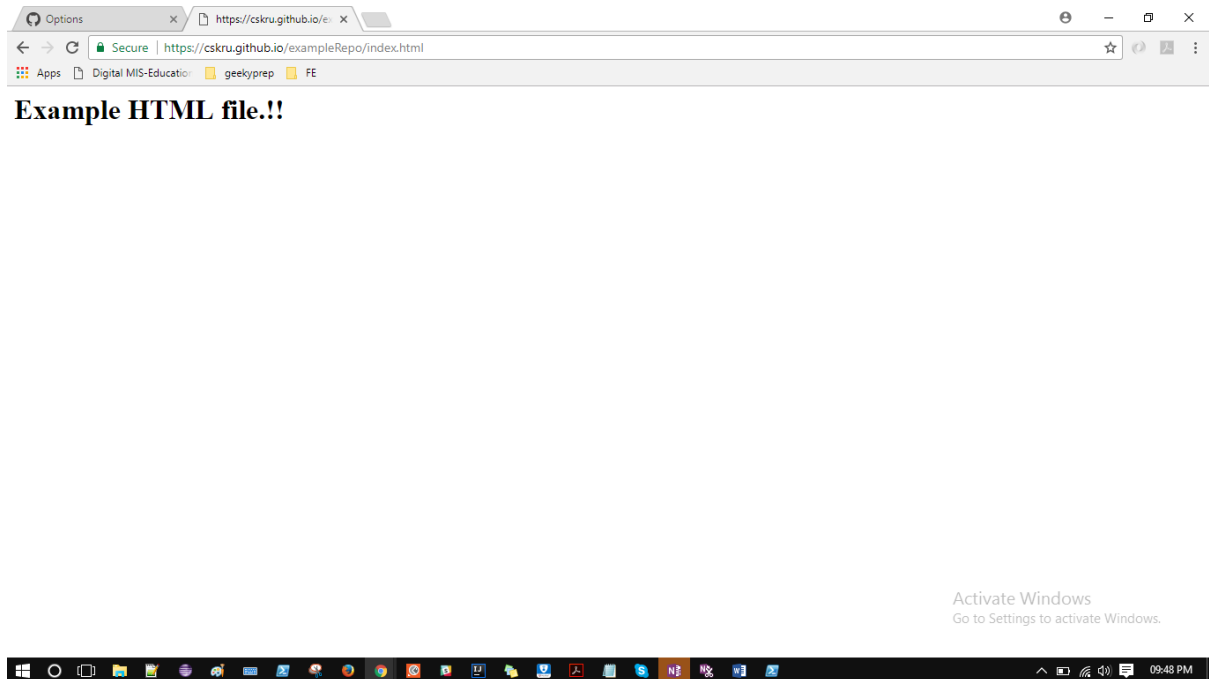 Options
https://cskru.github.io/e
Secure | https://cskru.github.io/exampleRepo/index.html
Apps Digital MIS-Education geekyprep FE
Example HTML file.!!
Activate Windows
Go to Settings to activate Windows.
09:48 PM